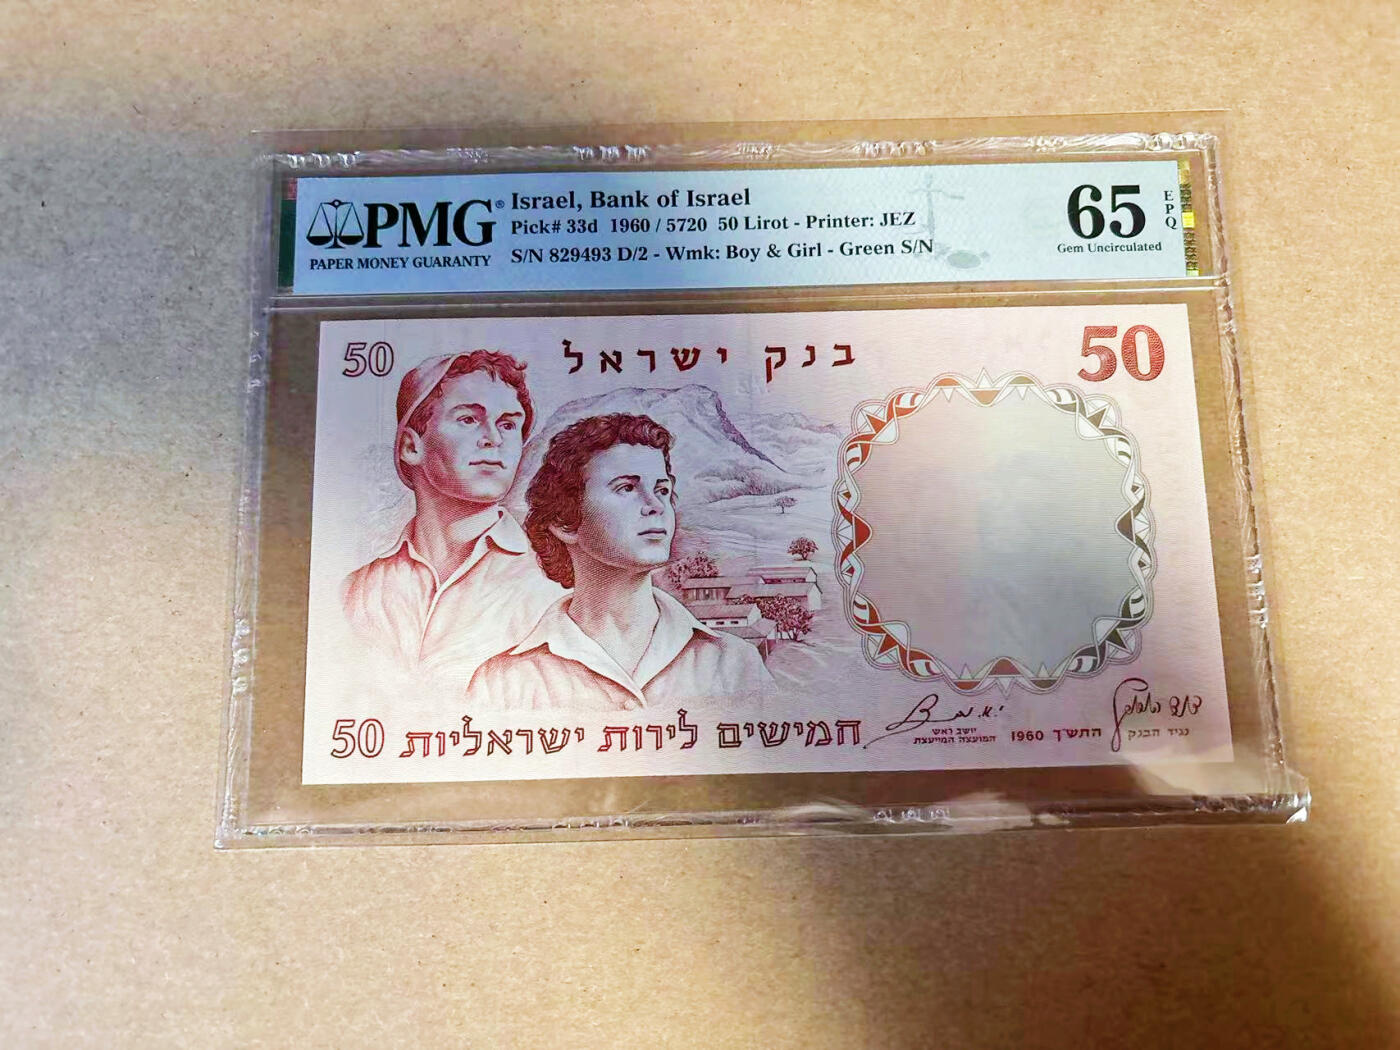 PMG®
PAPER MONEY GUARANTY
Israel, Bank of Israel
Pick# 33d 1960 / 5720 50 Lirot - Printer: JEZ
S/N 829493 D/2 - Wmk: Boy & Girl - Green S/N
65
EPQ
Gem Uncirculated
50
בנק ישראל
50
50 חמישים לירות ישראליות
יושב ראש
המועצה המייעצת
התש"ך 1960
נגיד הבנק